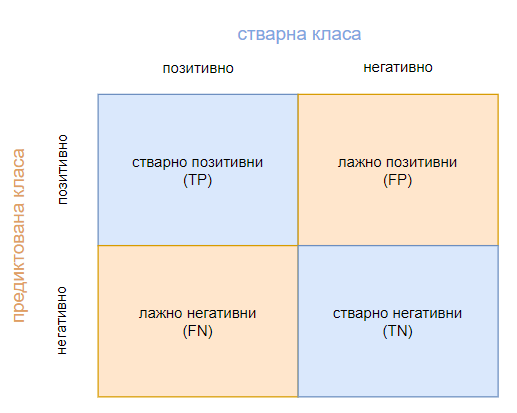 стварна класа
позитивно
негативно
предиктована класа
позитивно
стварно позитивни
(TP)
лажно позитивни
(FP)
негативно
лажно негативни
(FN)
стварно негативни
(TN)